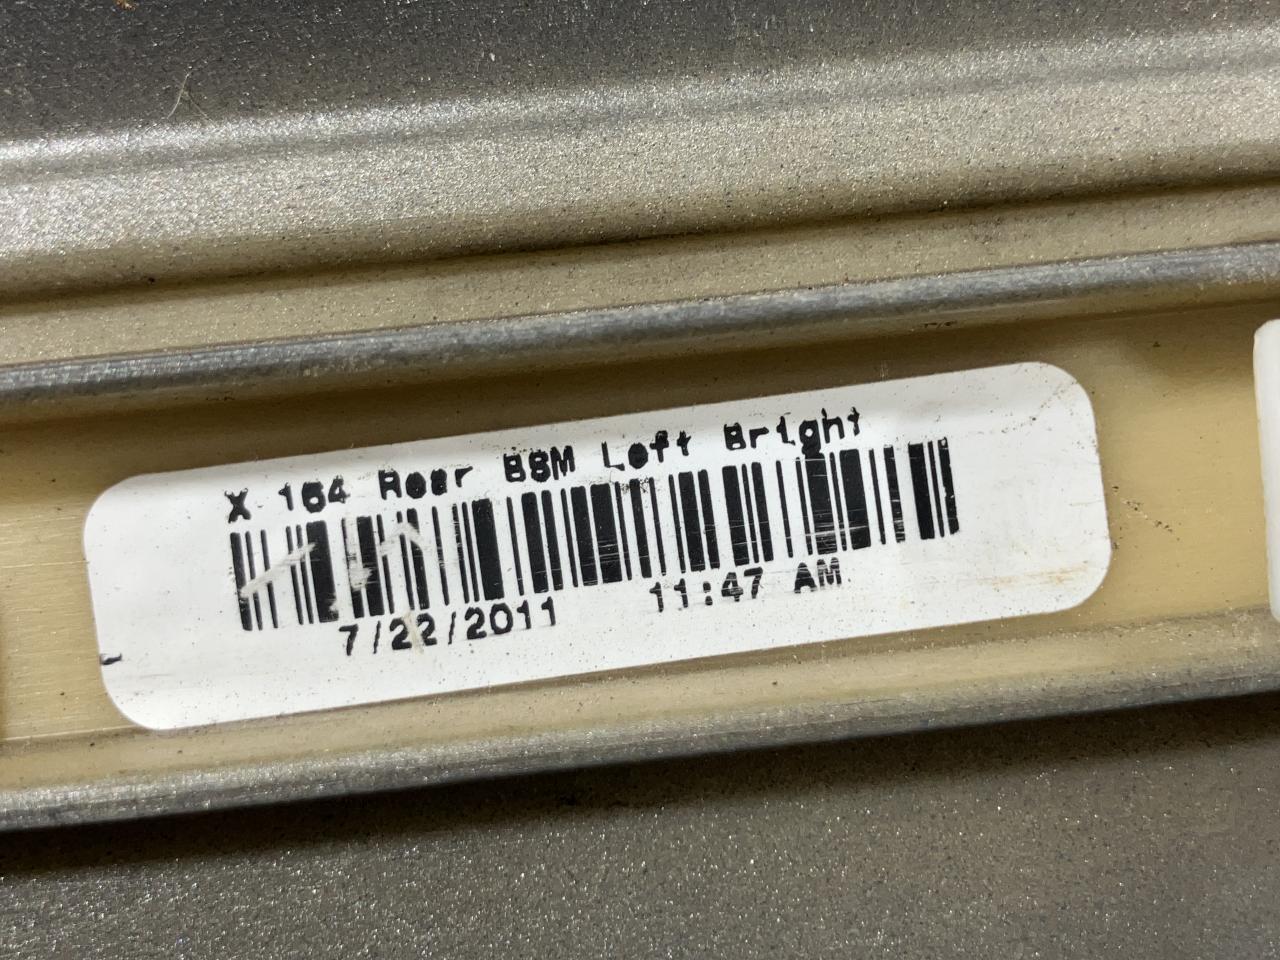 X 164 Rear BSM Left Bright
7/22/2011 11:47 AM